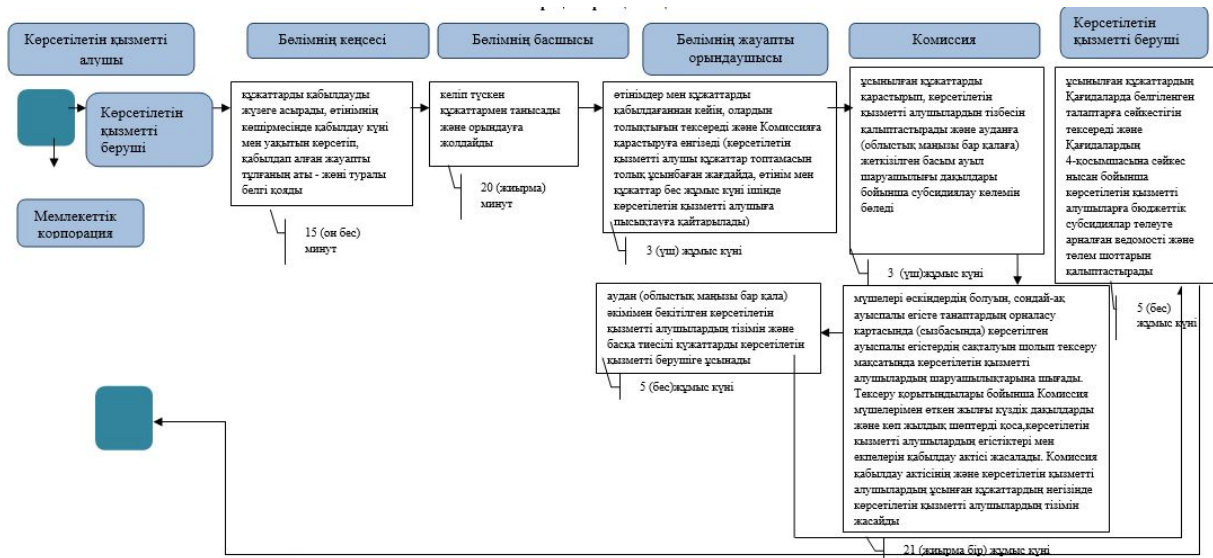 Көрсетілетін қызметті
алушы
Бөлімнің кеңсесі
Бөлімнің басшысы
Бөлімнің жауапты
орындаушысы
Комиссия
Көрсетілетін
қызметті беруші
Көрсетілетін
қызметті
беруші
Мемлекеттік
корпорация
құжаттарды қабылдауды
жүзеге асырады, өтінімнің
көшірмесінде қабылдау күні
мен уақытын көрсетіп,
қабылдап алған жауапты
тұлғаның аты - жөні туралы
белгі қояды
15 (он бес)
минут
келіп түскен
құжаттармен танысады
және орындауға
жолдайды
20 (жиырма)
минут
өтінімдер мен құжаттарды
қабылдағаннан кейін, олардың
толықтығын тексереді және Комиссияға
қарастыруға енгізеді (көрсетілетін
қызметті алушы құжаттар топтамасын
толық ұсынбаған жағдайда, өтінім мен
құжаттар бес жұмыс күні ішінде
көрсетілетін қызметті алушыға
пысықтауға қайтарылады)
3 (үш) жұмыс күні
ұсынылған құжаттарды
қарастырып, көрсетілетін
қызметті алушылардың тізбесін
қалыптастырады және ауданға
(облыстық маңызы бар қалаға)
жеткізілген басым ауыл
шаруашылығы дақылдары
бойынша субсидиялау көлемін
бөледі
3 (үш)жұмыс күні
ұсынылған құжаттардың
Қағидаларда белгіленген
талаптарға сәйкестігін
тексереді және
Қағидалардың
4-қосымшасына сәйкес
нысан бойынша
көрсетілетін қызметті
алушыларға бюджеттік
субсидиялар төлеуге
арналған ведомості және
төлем шоттарын
қалыптастырады
5 (бес)
жұмыс күні
аудан (облыстық маңызы бар қала)
әкімімен бекітілген көрсетілетін
қызметті алушылардың тізімін және
басқа тиесілі құжаттарды көрсетілетін
қызметті берушіге ұсынады
5 (бес)жұмыс күні
мүшелері өскіндердің болуын, сондай-ақ
ауыспалы егісте танаптардың орналасу
картасында (сызбасында) көрсетілген
ауыспалы егістердің сақталуын шолып тексеру
мақсатында көрсетілетін қызметті
алушылардың шаруашылықтарына шығады.
Тексеру қорытындылары бойынша Комиссия
мүшелерімен өткен жылғы күздік дақылдарды
және көп жылдық шөптерді қоса,көрсетілетін
қызметті алушылардың егістіктері мен
екпелерін қабылдау актісі жасалады. Комиссия
қабылдау актісінің және көрсетілетін қызметті
алушылардың ұсынған құжаттардың негізінде
көрсетілетін қызметті алушылардың тізімін
жасайды
21 (жиырма бір) жұмыс күні